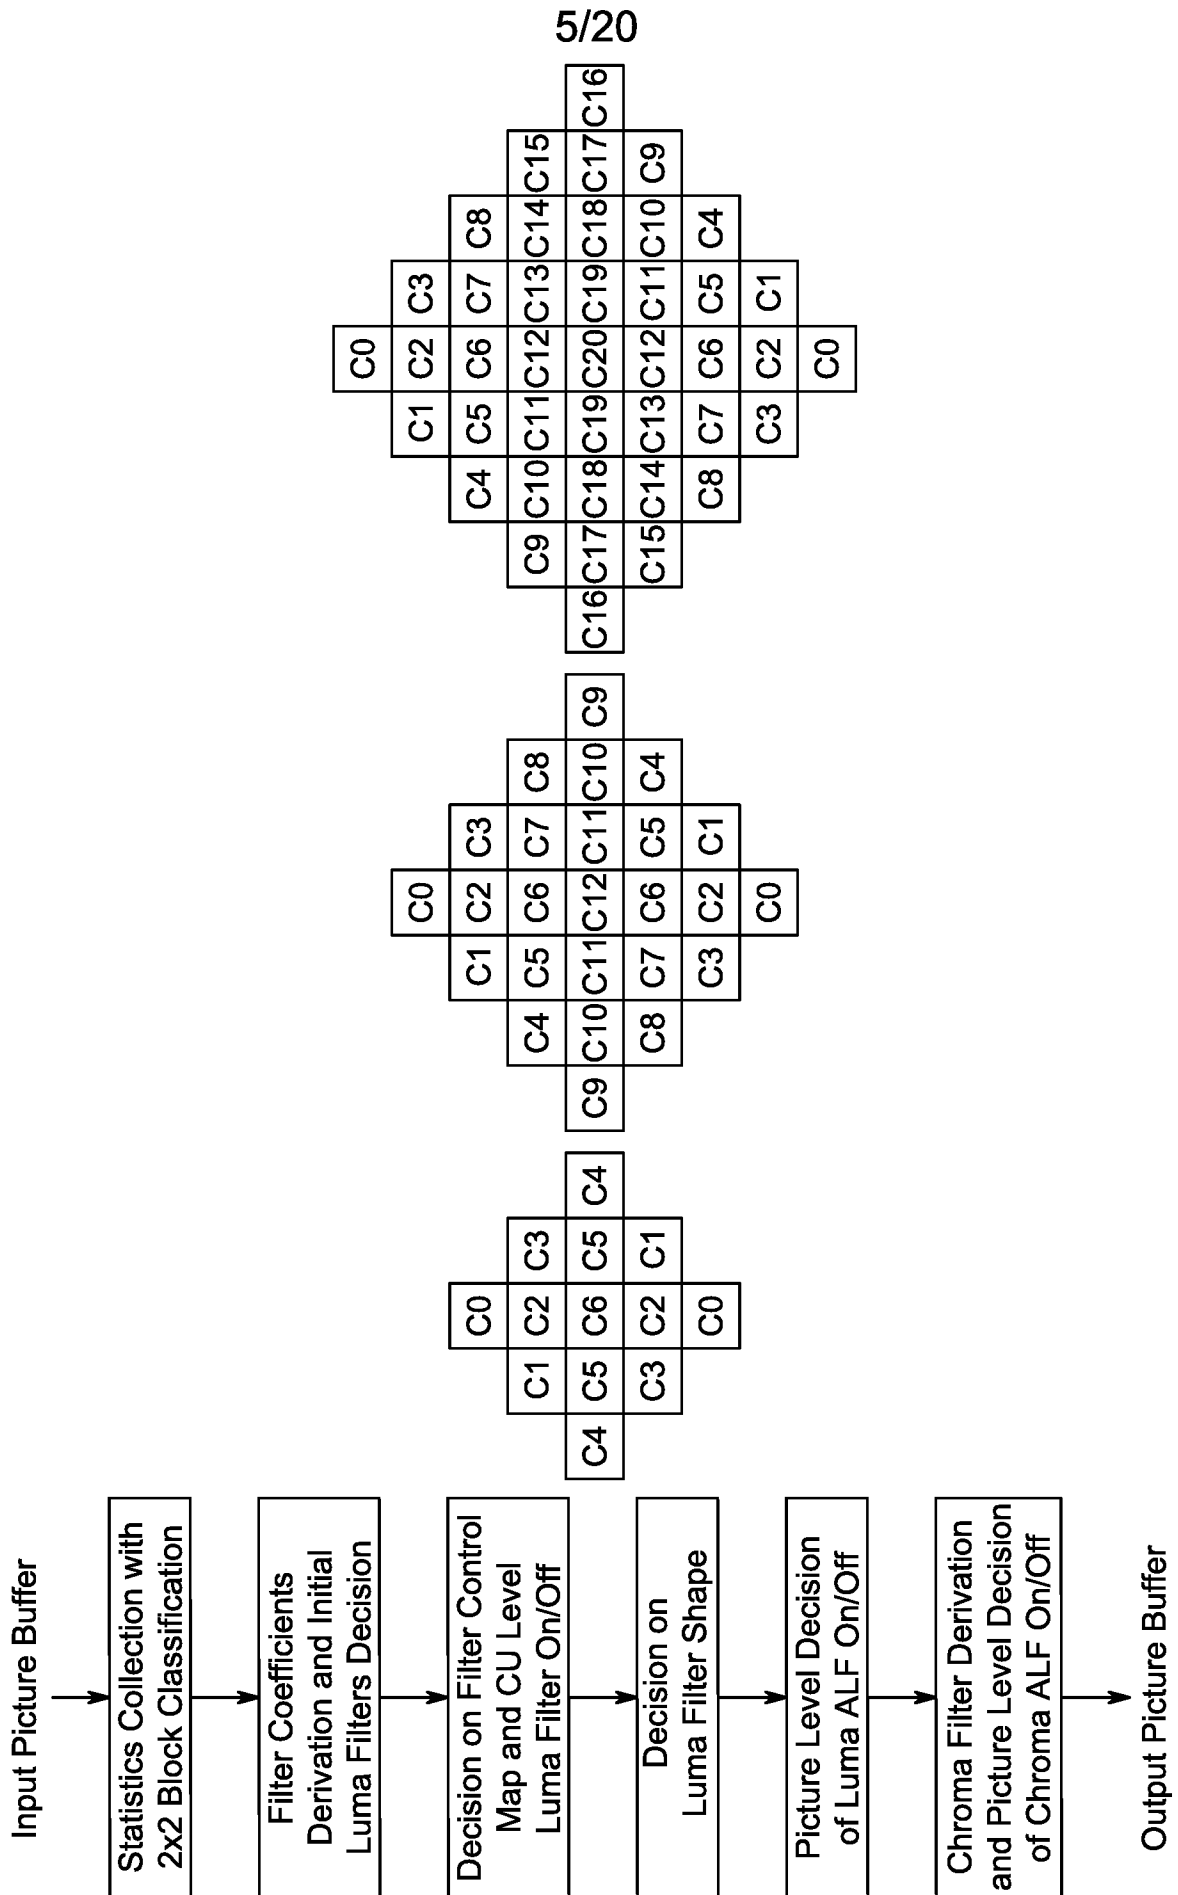 5/20
Input Picture Buffer
Statistics Collection with
2x2 Block Classification
Filter Coefficients
Derivation and Initial
Luma Filters Decision
Decision on Filter Control
Map and CU Level
Luma Filter On/Off
Decision on
Luma Filter Shape
Picture Level Decision
of Luma ALF On/Off
Chroma Filter Derivation
and Picture Level Decision
of Chroma ALF On/Off
Output Picture Buffer
C0
C1 C2 C3
C4 C5 C6 C5 C4
C3 C2 C1
C0
C0
C1 C2 C3
C4 C5 C6 C7 C8
C9 C10 C11 C12 C11 C10 C9
C8 C7 C6 C5 C4
C3 C2 C1
C0
C0
C1 C2 C3
C4 C5 C6 C7 C8
C9 C10 C11 C12 C13 C14 C15
C16 C17 C18 C19 C20 C19 C18 C17 C16
C15 C14 C13 C12 C11 C10 C9
C8 C7 C6 C5 C4
C3 C2 C1
C0